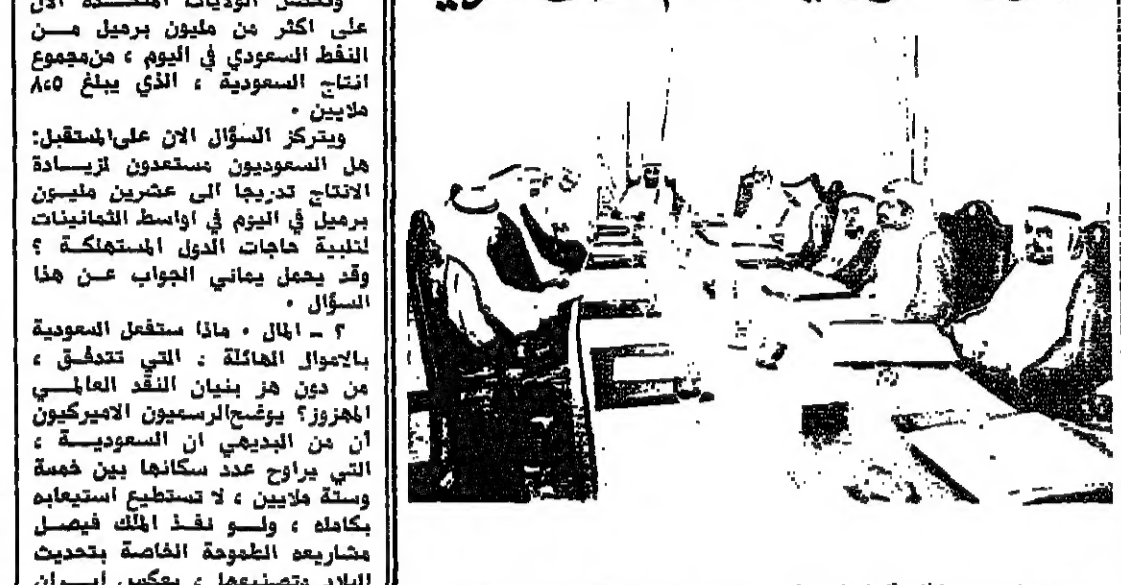 وتحصل الولايات المتحدة الان
على اكثر من مليون برميل من
النفط السعودي في اليوم ، من مجموع
انتاج السعودية ، الذي يبلغ ٨،٥
ملايين .
ويتركز السؤال الان على المستقبل:
هل السعوديون مستعدون لزيادة
الانتاج تدريجا الى عشرين مليون
برميل في اليوم في اواسط الثمانينات
لتلبية حاجات الدول المستهلكة ؟
وقد يحمل يماني الجواب عن هذا
السؤال .
٢ - المال . ماذا ستفعل السعودية
بالاموال الهائلة ، التي تتدفق ،
من دون هز بنيان النقد العالمي
المهزوز؟ يوضح الرسميون الاميركيون
أن من البديهي ان السعودية ،
التي يراوح عدد سكانها بين خمسة
وستة ملايين ، لا تستطيع استيعابه
بكامله ، ولو نفذ الملك فيصل
مشاريعه الطموحة الخاصة بتحديث
البلاد وتصنيعها ، بعكس ايران